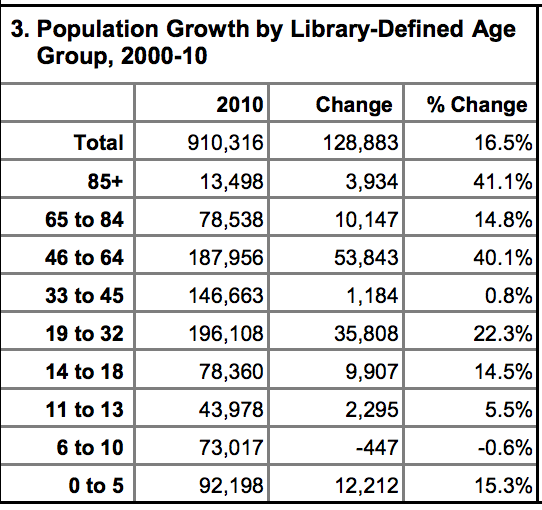 3. Population Growth by Library-Defined Age
Group, 2000-10
2010 Change % Change
Total 910,316 128,883 16.5%
85+ 13,498 3,934 41.1%
65 to 84 78,538 10,147 14.8%
46 to 64 187,956 53,843 40.1%
33 to 45 146,663 1,184 0.8%
19 to 32 196,108 35,808 22.3%
14 to 18 78,360 9,907 14.5%
11 to 13 43,978 2,295 5.5%
6 to 10 73,017 -447 -0.6%
0 to 5 92,198 12,212 15.3%